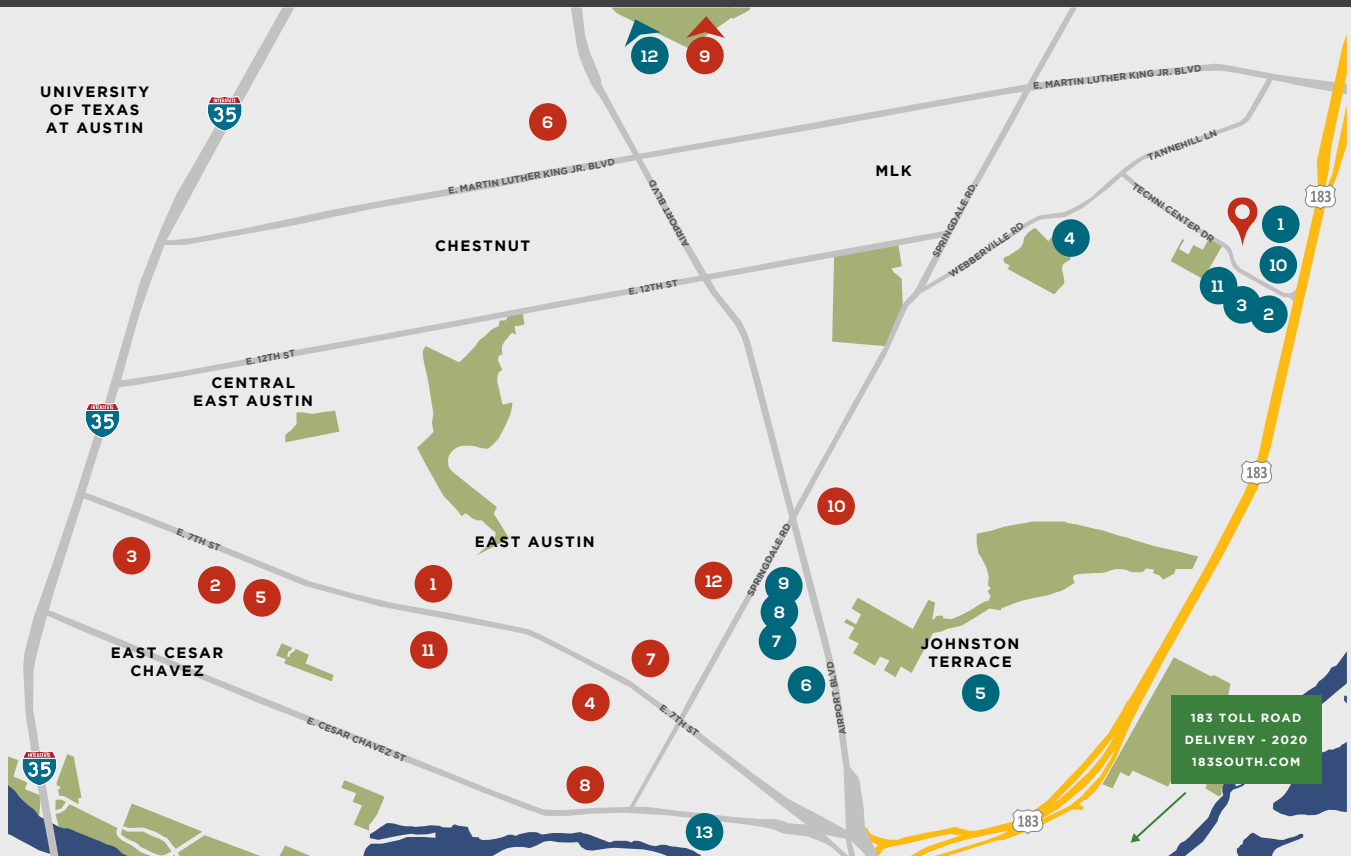 12
9
UNIVERSITY
OF TEXAS
AT AUSTIN
INTERSTATE
35
6
E. MARTIN LUTHER KING JR. BLVD
E. MARTIN LUTHER KING JR. BLVD
TANNEHILL LN
MLK
AIRPORT BLVD
SPRINGDALE RD.
TECHNI CENTER DR
183
1
4
WEBBERVILLE RD
CHESTNUT
10
11
3
2
E. 12TH ST
E. 12TH ST
CENTRAL
EAST AUSTIN
INTERSTATE
35
183
10
E. 7TH ST
EAST AUSTIN
3
2
5
1
12
SPRINGDALE RD
9
8
7
11
7
6
AIRPORT BLVD
JOHNSTON
TERRACE
5
EAST CESAR
CHAVEZ
4
E. 7TH ST
E. CESAR CHAVEZ ST
8
183 TOLL ROAD
DELIVERY - 2020
183SOUTH.COM
INTERSTATE
35
13
183